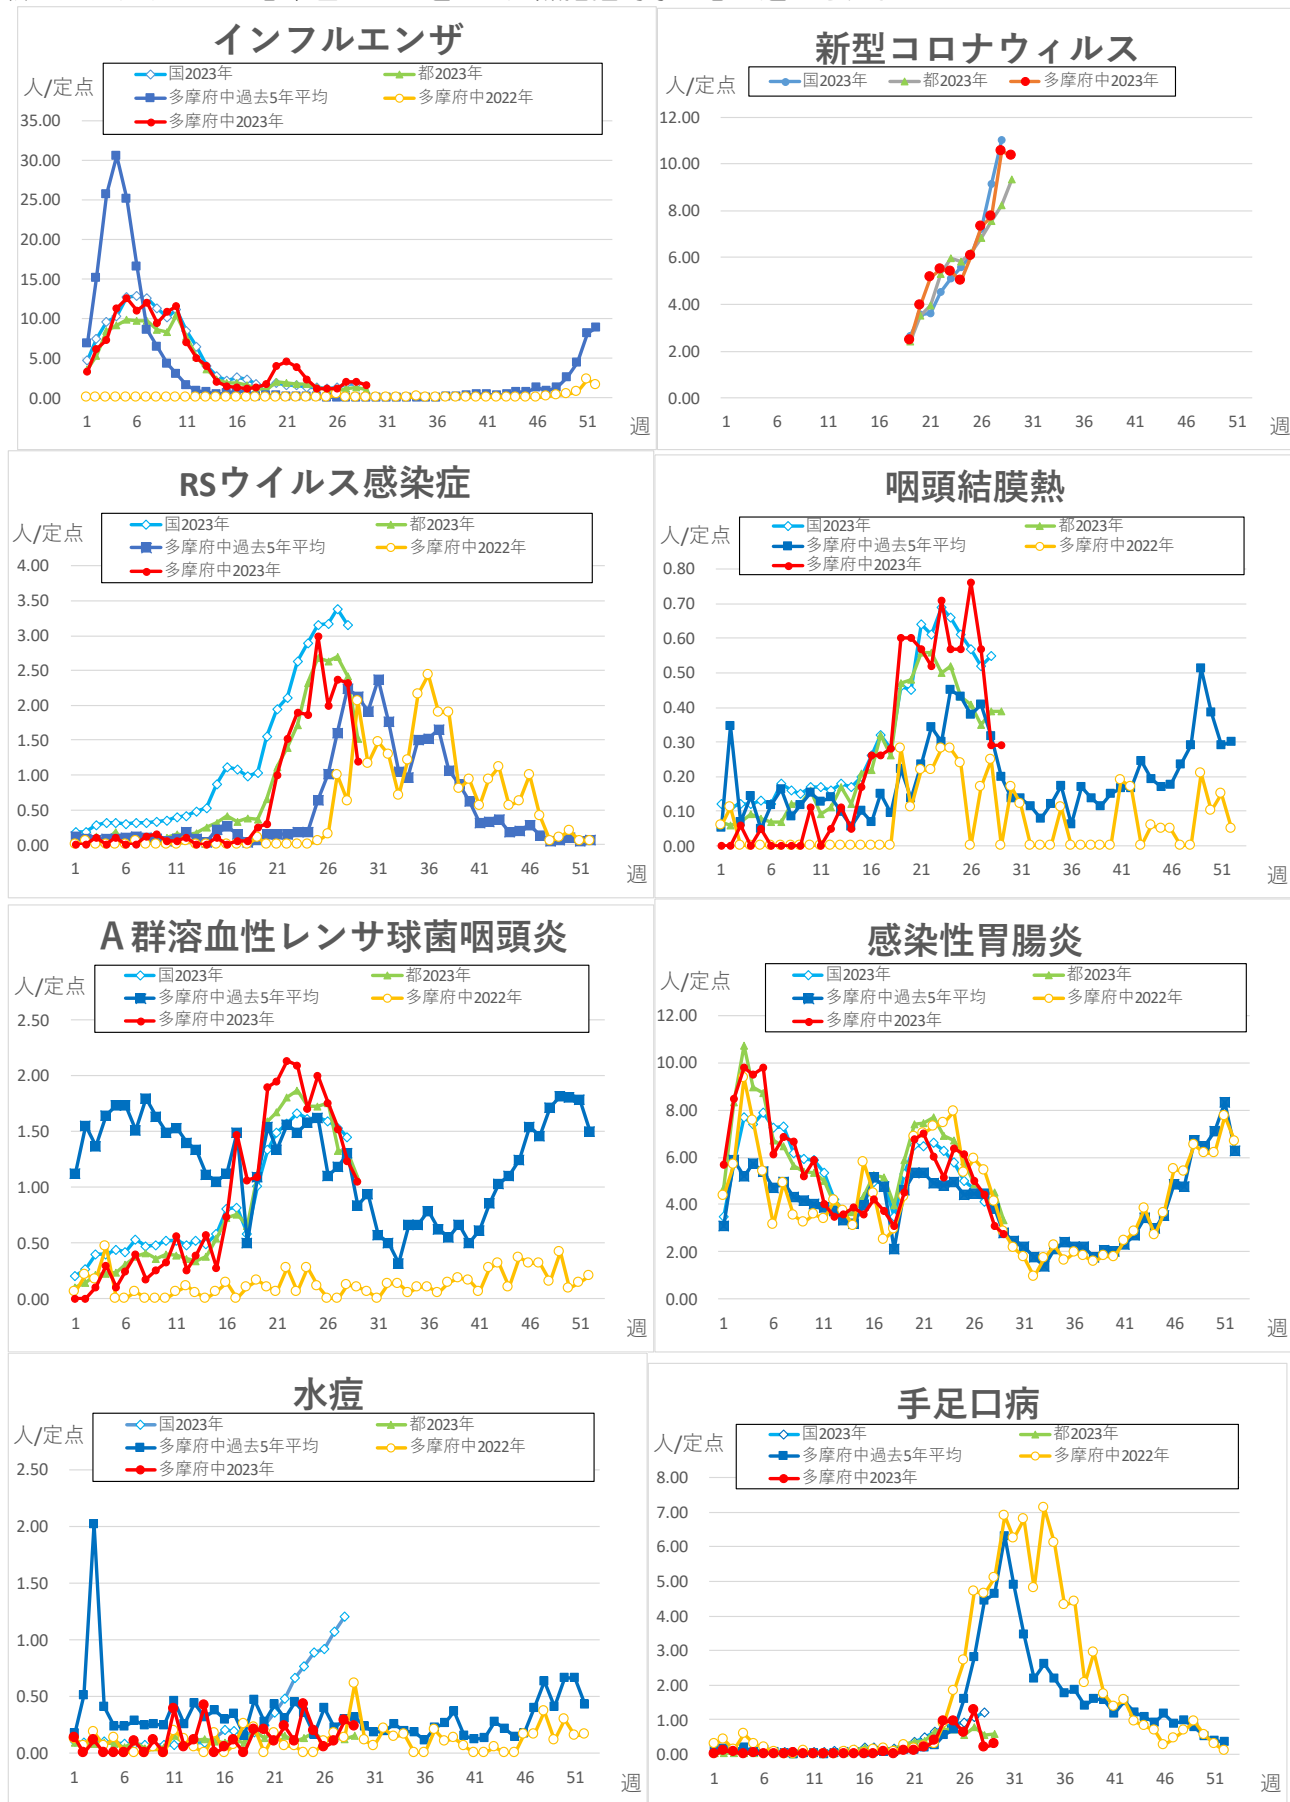 インフルエンザ
人/定点
国2023年
都2023年
多摩府中過去5年平均
多摩府中2022年
多摩府中2023年
35.00
30.00
25.00
20.00
15.00
10.00
5.00
0.00
1 6 11 16 21 26 31 36 41 46 51
週
新型コロナウィルス
人/定点
国2023年
都2023年
多摩府中2023年
12.00
10.00
8.00
6.00
4.00
2.00
0.00
1 6 11 16 21 26 31 36 41 46 51
週
RSウイルス感染症
人/定点
国2023年
都2023年
多摩府中過去5年平均
多摩府中2022年
多摩府中2023年
4.00
3.50
3.00
2.50
2.00
1.50
1.00
0.50
0.00
1 6 11 16 21 26 31 36 41 46 51
週
咽頭結膜熱
人/定点
国2023年
都2023年
多摩府中過去5年平均
多摩府中2022年
多摩府中2023年
0.80
0.70
0.60
0.50
0.40
0.30
0.20
0.10
0.00
1 6 11 16 21 26 31 36 41 46 51
週
A群溶血性レンサ球菌咽頭炎
人/定点
国2023年
都2023年
多摩府中過去5年平均
多摩府中2022年
多摩府中2023年
2.50
2.00
1.50
1.00
0.50
0.00
1 6 11 16 21 26 31 36 41 46 51
週
感染性胃腸炎
人/定点
国2023年
都2023年
多摩府中過去5年平均
多摩府中2022年
多摩府中2023年
12.00
10.00
8.00
6.00
4.00
2.00
0.00
1 6 11 16 21 26 31 36 41 46 51
週
水痘
人/定点
国2023年
都2023年
多摩府中過去5年平均
多摩府中2022年
多摩府中2023年
2.50
2.00
1.50
1.00
0.50
0.00
1 6 11 16 21 26 31 36 41 46 51
週
手足口病
人/定点
国2023年
都2023年
多摩府中過去5年平均
多摩府中2022年
多摩府中2023年
8.00
7.00
6.00
5.00
4.00
3.00
2.00
1.00
0.00
1 6 11 16 21 26 31 36 41 46 51
週